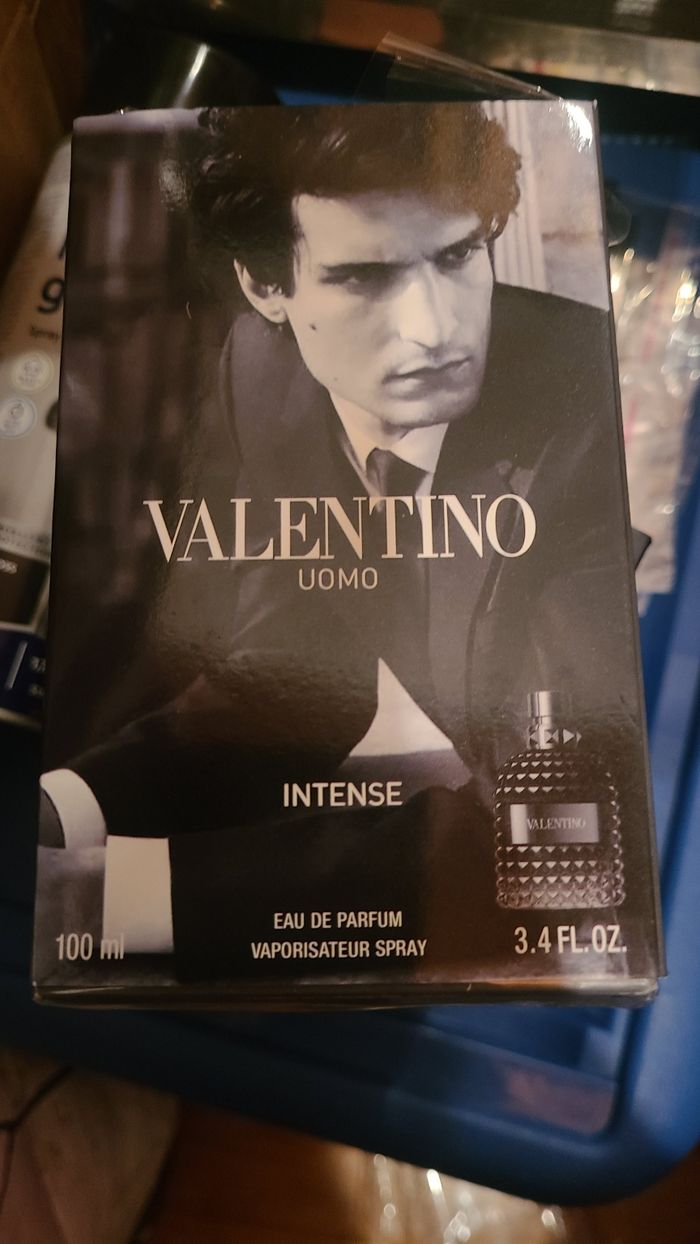 VALENTINO
UOMO
INTENSE
VALENTINO
EAU DE PARFUM
VAPORISATEUR SPRAY
100 ml
3.4 FL.OZ.